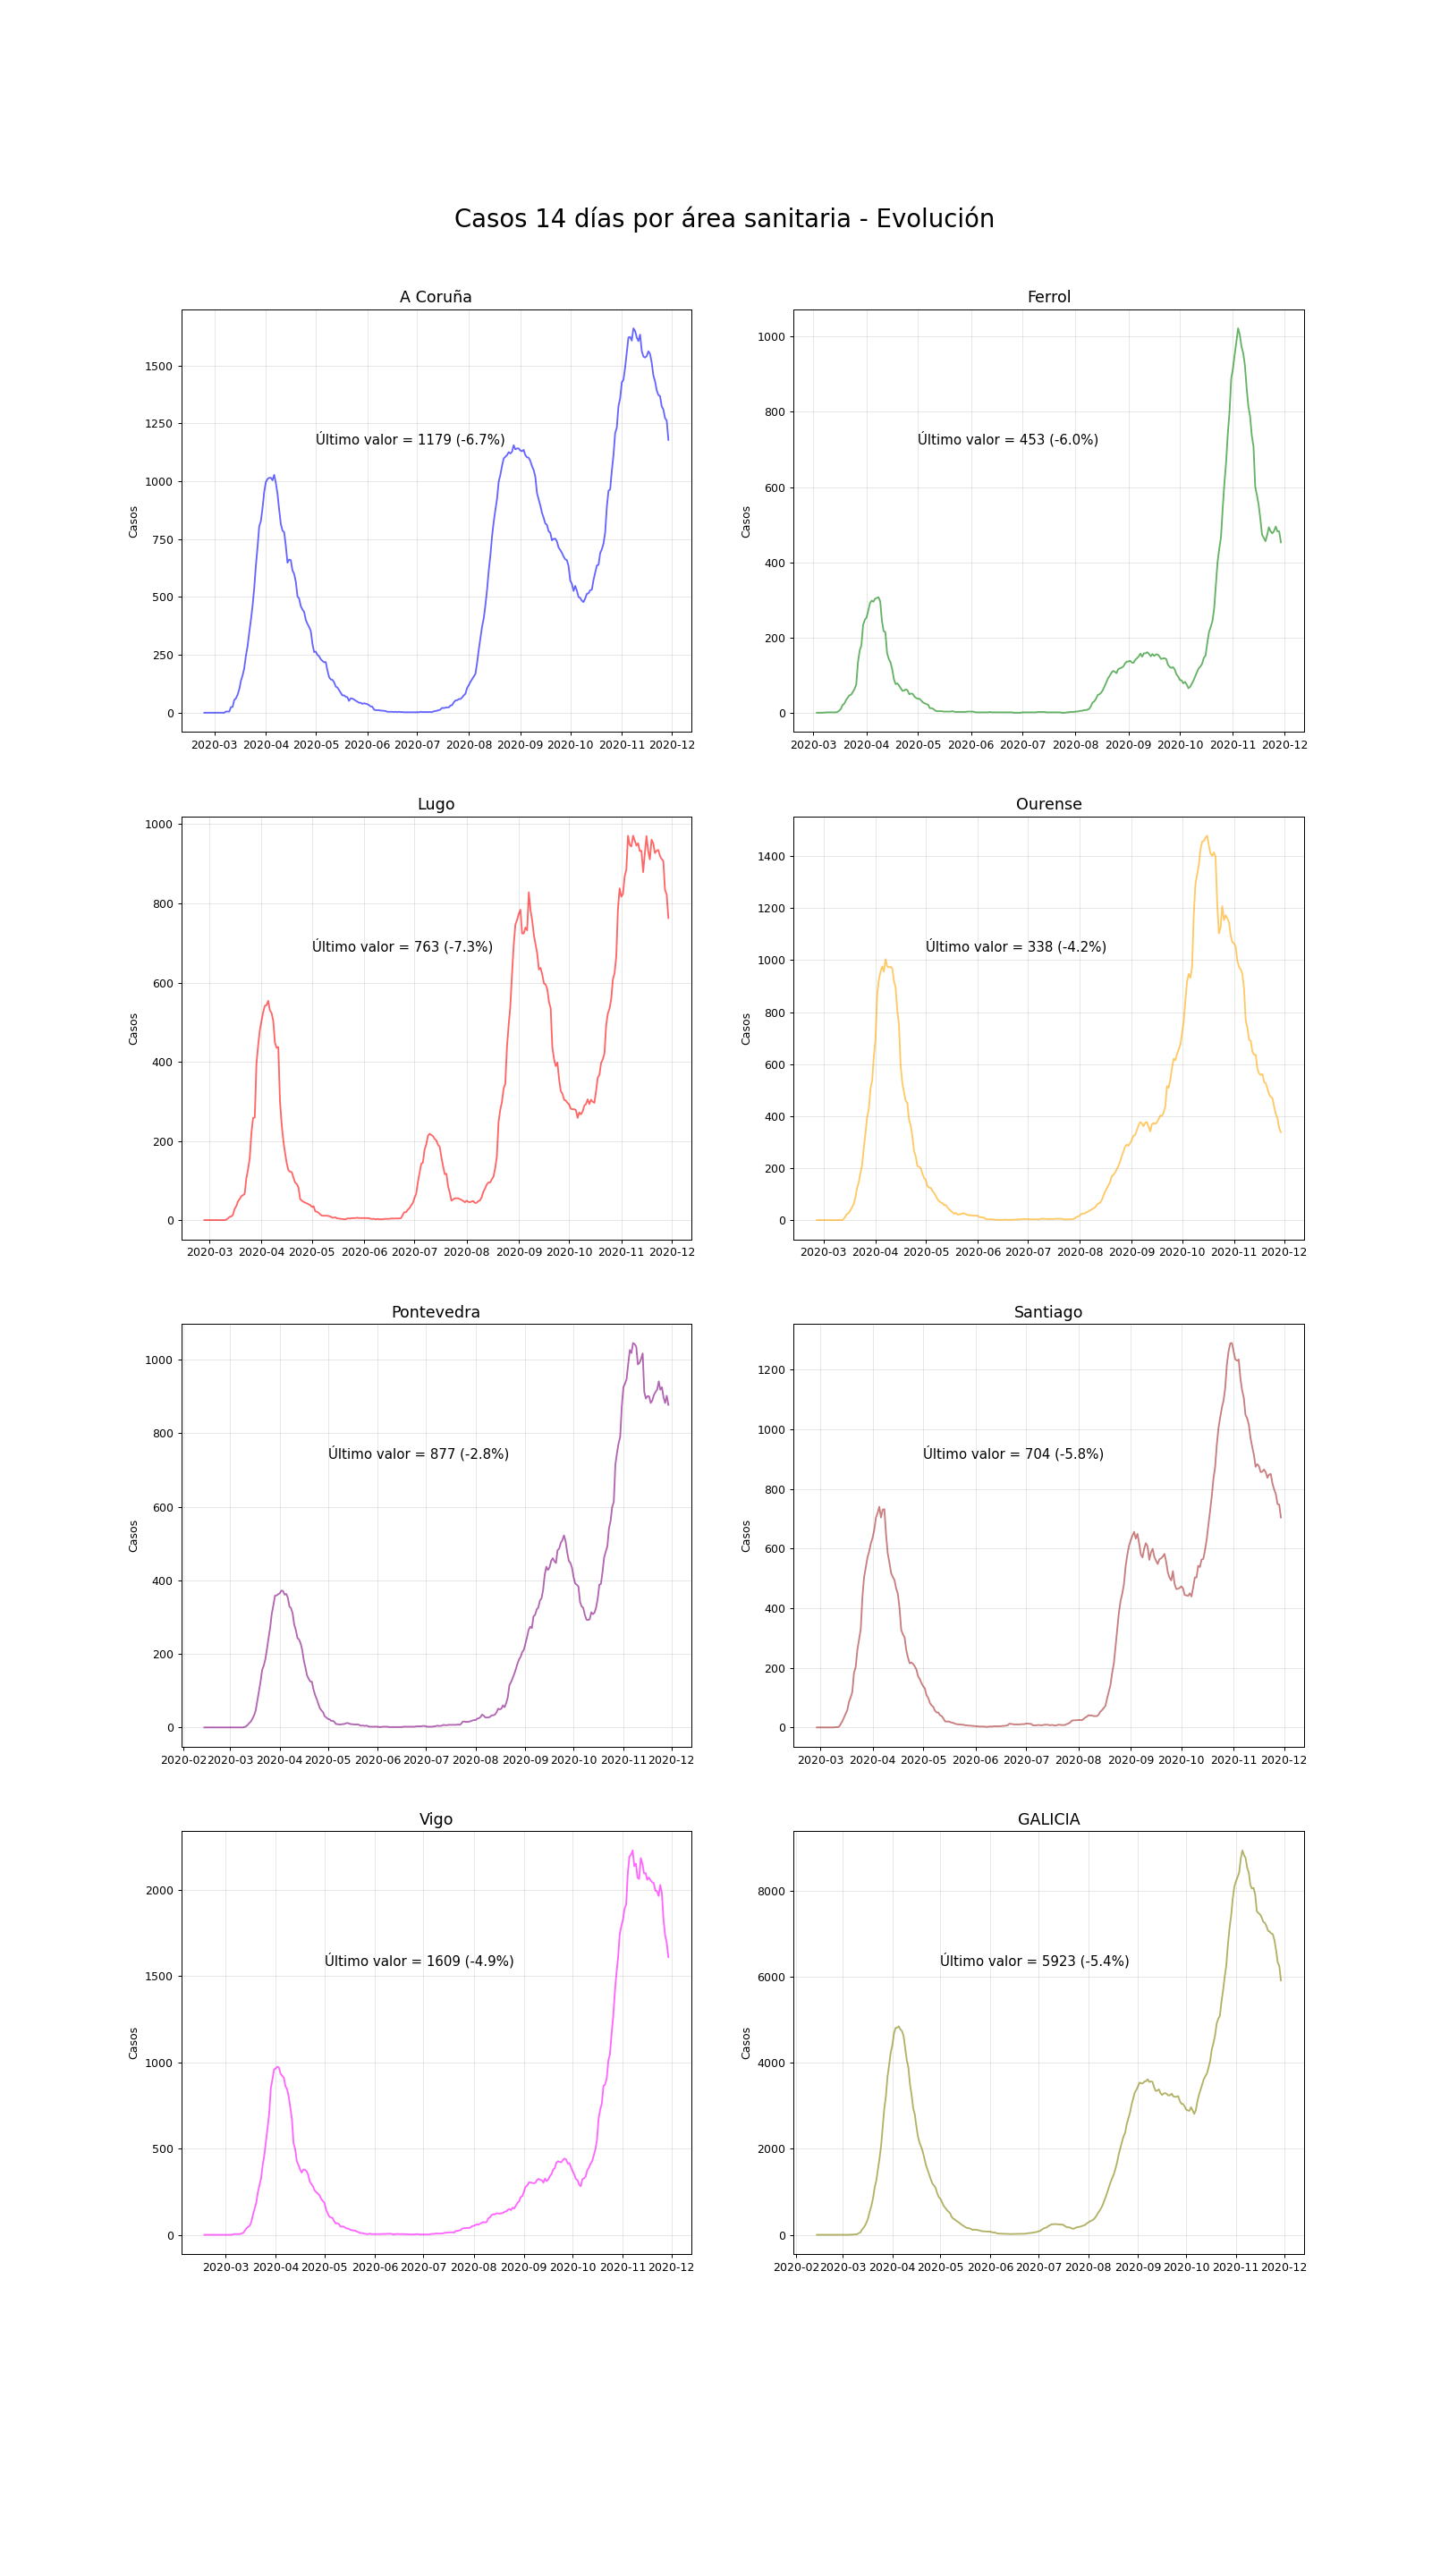 Casos 14 días por área sanitaria - Evolución
A Coruña
Casos
1500
1250
1000
750
500
250
0
Último valor = 1179 (-6.7%)
2020-03 2020-04 2020-05 2020-06 2020-07 2020-08 2020-09 2020-10 2020-11 2020-12
Ferrol
Casos
1000
800
600
400
200
0
Último valor = 453 (-6.0%)
2020-03 2020-04 2020-05 2020-06 2020-07 2020-08 2020-09 2020-10 2020-11 2020-12
Lugo
Casos
1000
800
600
400
200
0
Último valor = 763 (-7.3%)
2020-03 2020-04 2020-05 2020-06 2020-07 2020-08 2020-09 2020-10 2020-11 2020-12
Ourense
Casos
1400
1200
1000
800
600
400
200
0
Último valor = 338 (-4.2%)
2020-03 2020-04 2020-05 2020-06 2020-07 2020-08 2020-09 2020-10 2020-11 2020-12
Pontevedra
Casos
1000
800
600
400
200
0
Último valor = 877 (-2.8%)
2020-02 2020-03 2020-04 2020-05 2020-06 2020-07 2020-08 2020-09 2020-10 2020-11 2020-12
Santiago
Casos
1200
1000
800
600
400
200
0
Último valor = 704 (-5.8%)
2020-03 2020-04 2020-05 2020-06 2020-07 2020-08 2020-09 2020-10 2020-11 2020-12
Vigo
Casos
2000
1500
1000
500
0
Último valor = 1609 (-4.9%)
2020-03 2020-04 2020-05 2020-06 2020-07 2020-08 2020-09 2020-10 2020-11 2020-12
GALICIA
Casos
8000
6000
4000
2000
0
Último valor = 5923 (-5.4%)
2020-02 2020-03 2020-04 2020-05 2020-06 2020-07 2020-08 2020-09 2020-10 2020-11 2020-12